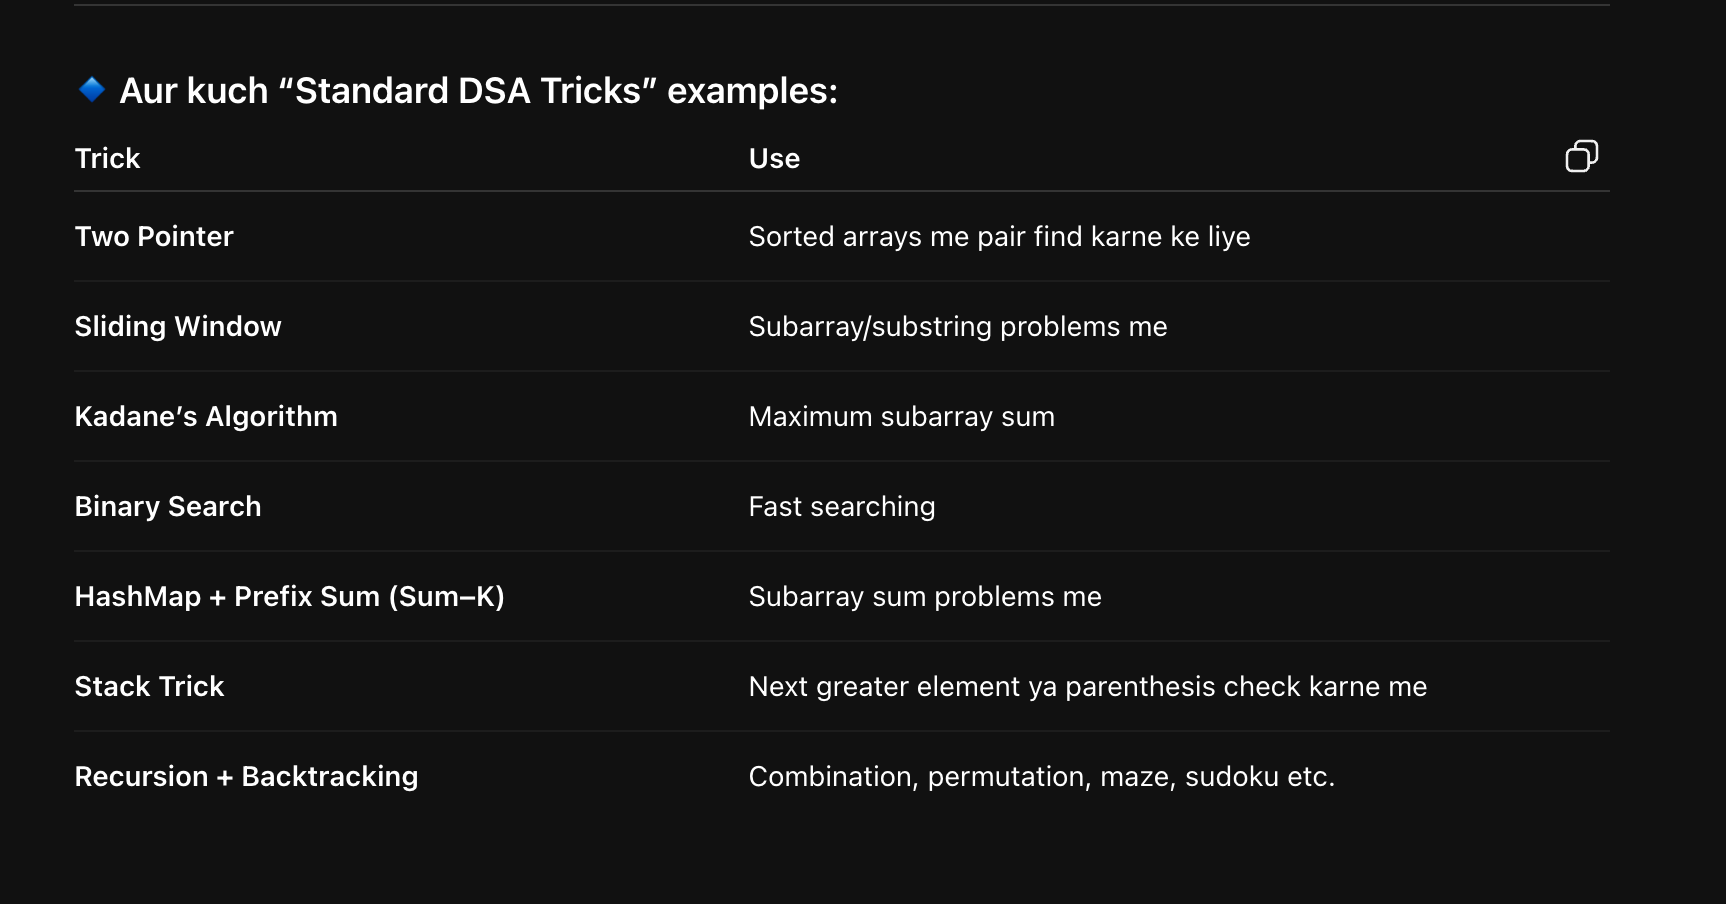 Aur kuch “Standard DSA Tricks” examples:
Trick Use
Two Pointer Sorted arrays me pair find karne ke liye
Sliding Window Subarray/substring problems me
Kadane’s Algorithm Maximum subarray sum
Binary Search Fast searching
HashMap + Prefix Sum (Sum–K) Subarray sum problems me
Stack Trick Next greater element ya parenthesis check karne me
Recursion + Backtracking Combination, permutation, maze, sudoku etc.